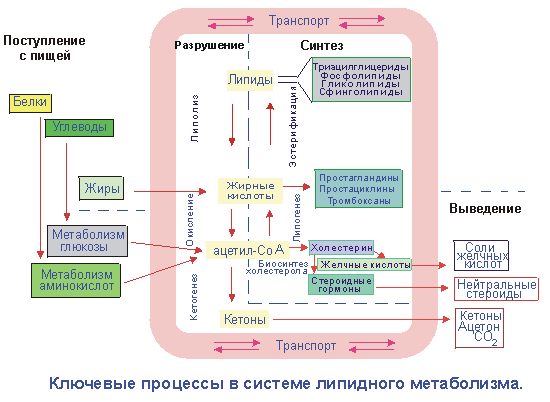 Транспорт
Поступление
с пищей
Разрушение
Синтез
Липиды
Триацилглицериды
Фосфолипиды
Гликолипиды
Сфинголипиды
Белки
Углеводы
Липолиз
Эстерификация
Жиры
Жирные
кислоты
Простагландины
Простациклины
Тромбоксаны
Окисление
Липогенез
Выведение
Метаболизм
глюкозы
ацетил-CoA
Холестерин
Биосинтез
холестерола
Желчные кислоты
Соли
желчных
кислот
Метаболизм
аминокислот
Стероидные
гормоны
Нейтральные
стероиды
Кетогенез
Кетоны
Кетоны
Ацетон
CO2
Транспорт
Ключевые процессы в системе липидного метаболизма.